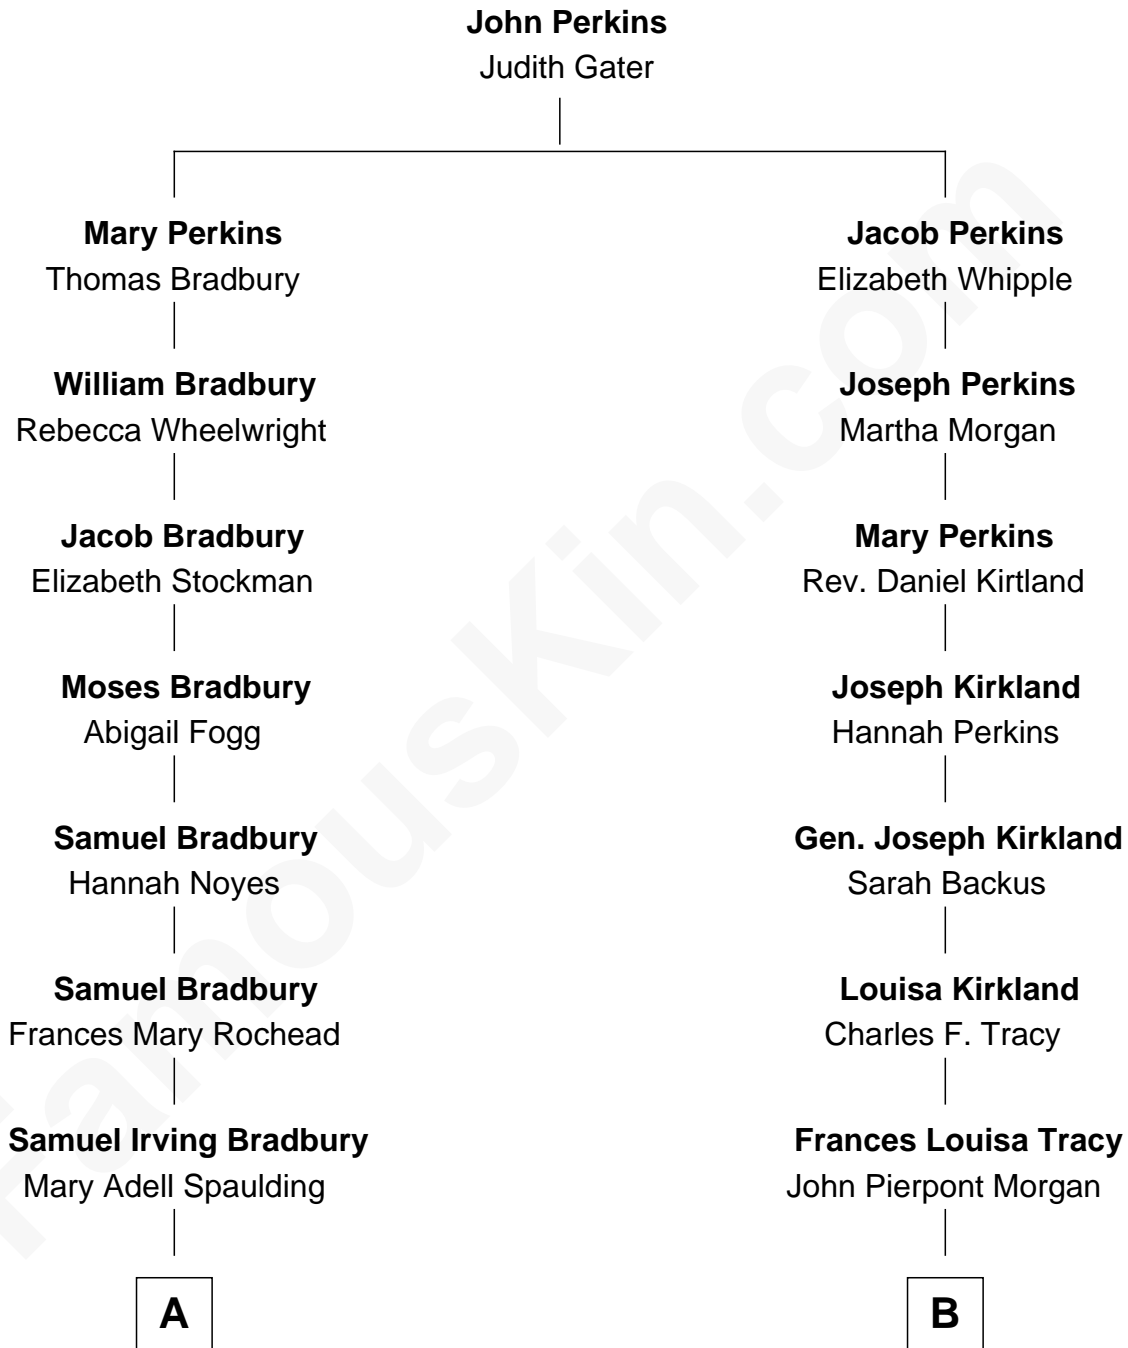 John Perkins
Judith Gater
Mary Perkins
Thomas Bradbury
William Bradbury
Rebecca Wheelwright
Jacob Bradbury
Elizabeth Stockman
Moses Bradbury
Abigail Fogg
Samuel Bradbury
Hannah Noyes
Samuel Bradbury
Frances Mary Rochead
Samuel Irving Bradbury
Mary Adell Spaulding
A
Jacob Perkins
Elizabeth Whipple
Joseph Perkins
Martha Morgan
Mary Perkins
Rev. Daniel Kirtland
Joseph Kirkland
Hannah Perkins
Gen. Joseph Kirkland
Sarah Backus
Louisa Kirkland
Charles F. Tracy
Frances Louisa Tracy
John Pierpont Morgan
B
FamousKin.com